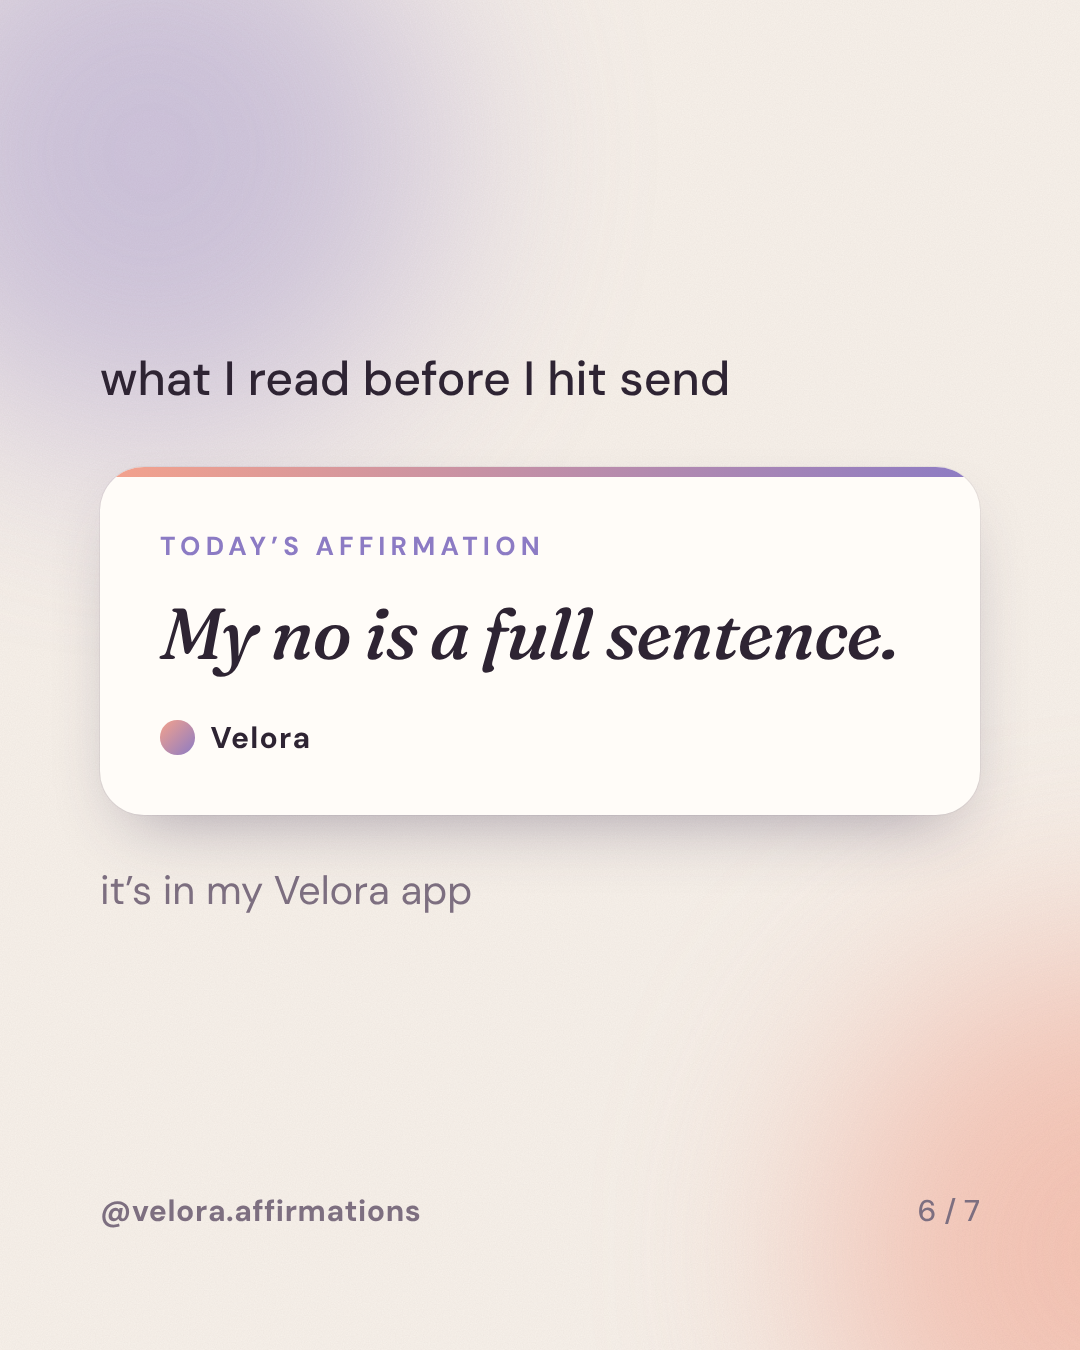 what I read before I hit send
TODAY’S AFFIRMATION
My no is a full sentence.
Velora
it’s in my Velora app
@velora.affirmations
6 / 7